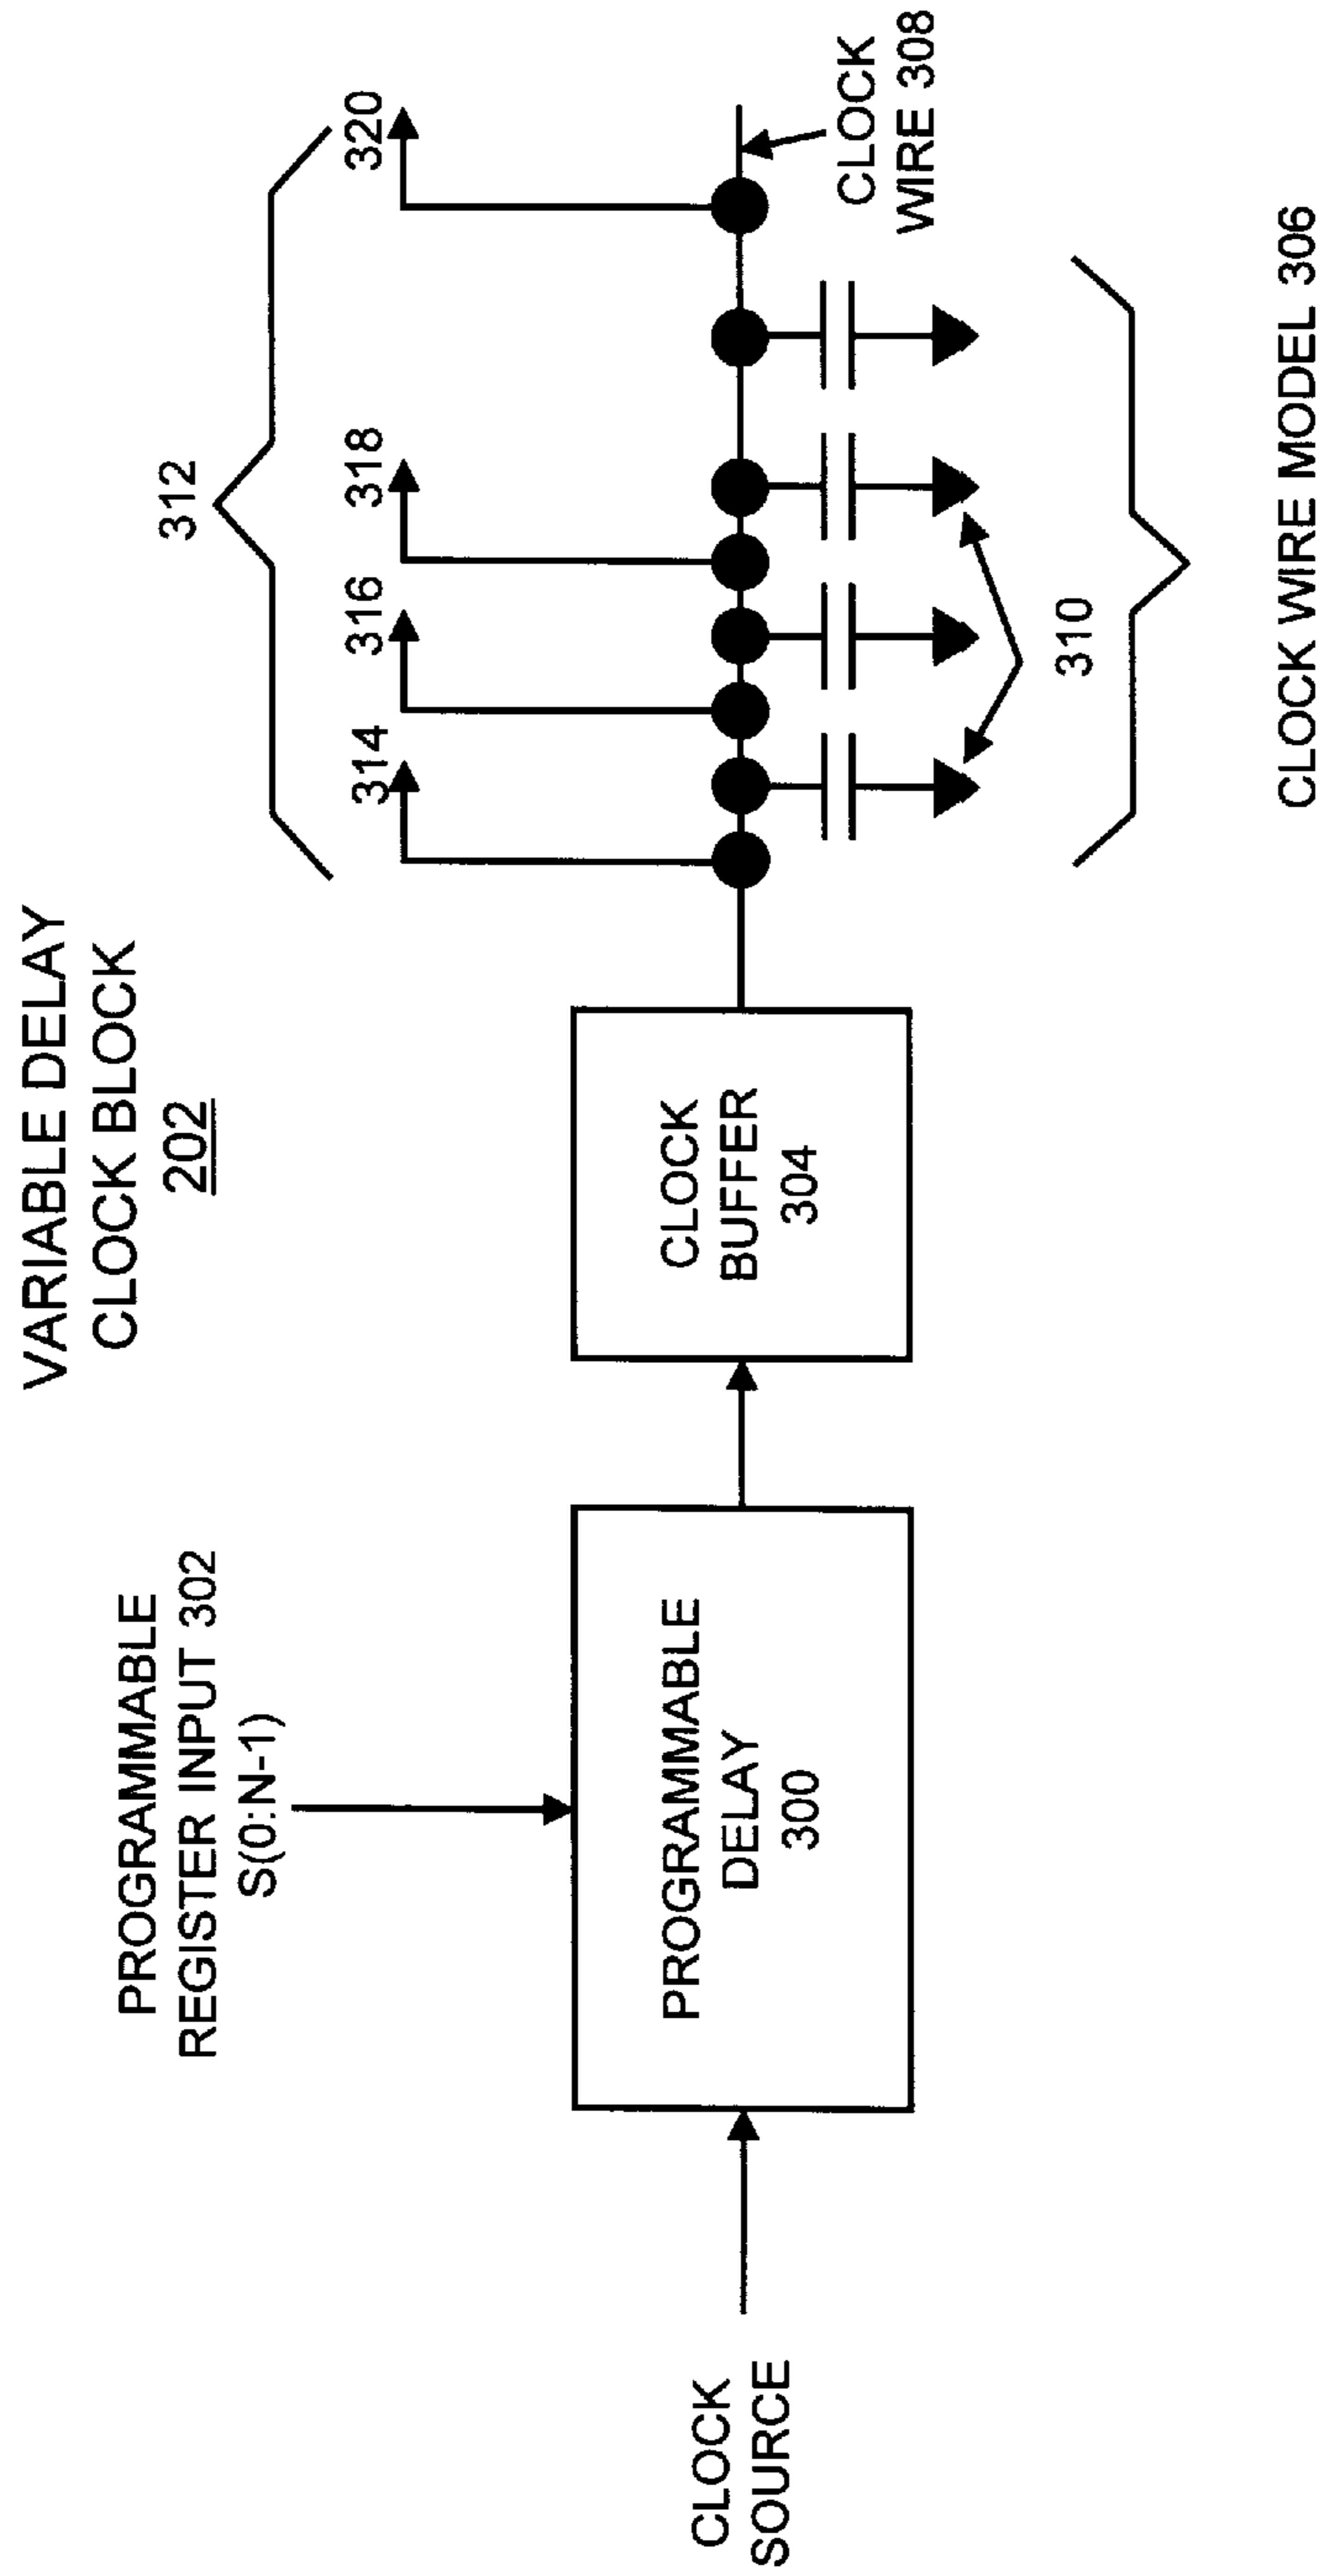 VARIABLE DELAY
CLOCK BLOCK
202
PROGRAMMABLE
REGISTER INPUT 302
S(0:N-1)
CLOCK
SOURCE
PROGRAMMABLE
DELAY
300
CLOCK
BUFFER
304
312
314
316
318
320
CLOCK
WIRE 308
310
CLOCK WIRE MODEL 306